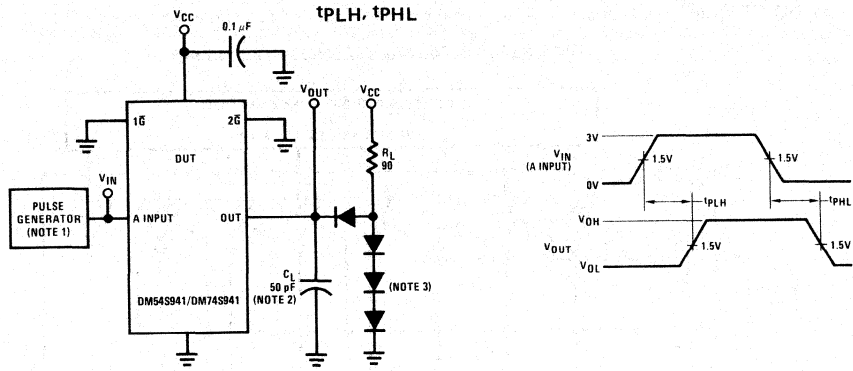 tPLH, tPHL
VCC
0.1 µF
VOUT
VCC
1G̅
2G̅
DUT
RL
90
VIN
PULSE
GENERATOR
(NOTE 1)
A INPUT
OUT
CL
50 pF
(NOTE 2)
(NOTE 3)
DM54S941/DM74S941
3V
VIN
(A INPUT)
1.5V
1.5V
0V
tPLH
tPHL
VOH
VOUT
1.5V
1.5V
VOL